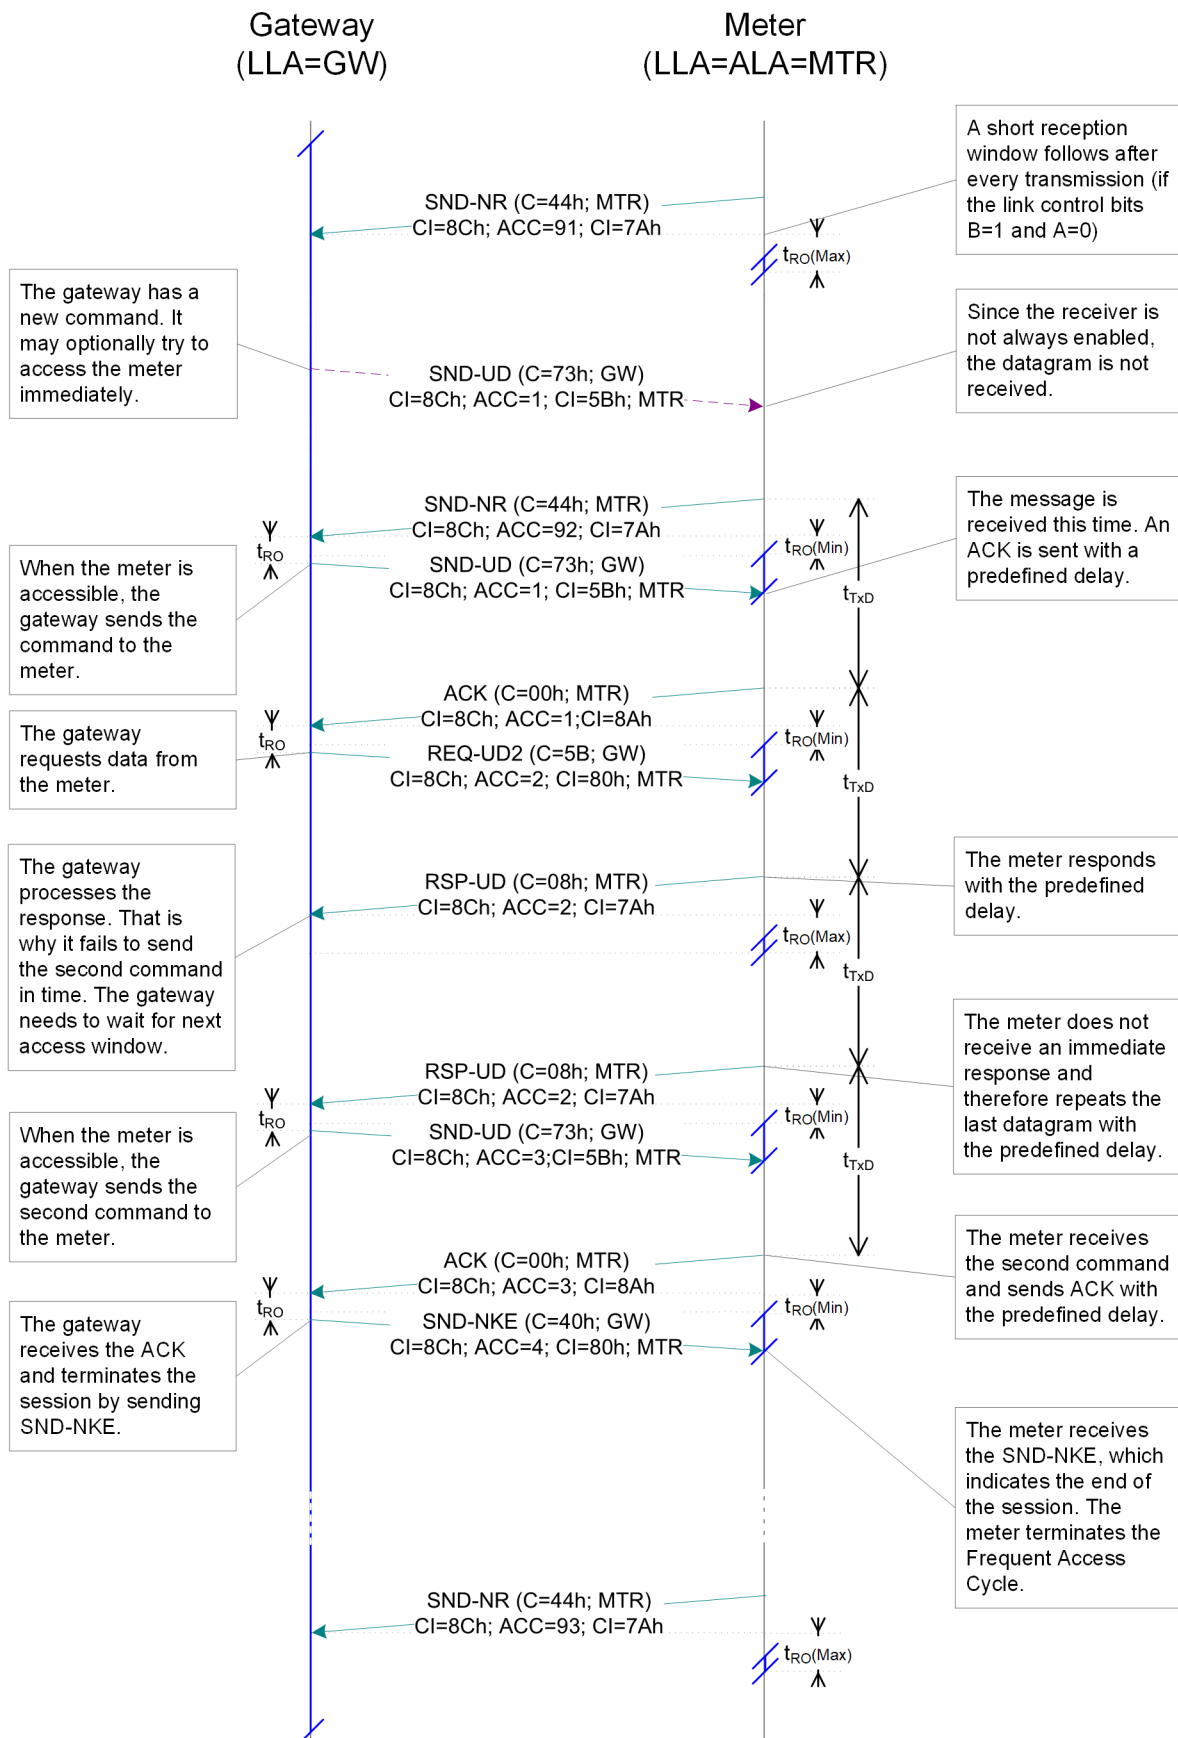 Gateway
(LLA=GW)
Meter
(LLA=ALA=MTR)
A short reception
window follows after
every transmission (if
the link control bits
B=1 and A=0)
SND-NR (C=44h; MTR)
CI=8Ch; ACC=91; CI=7Ah
tRO(Max)
The gateway has a
new command. It
may optionally try to
access the meter
immediately.
Since the receiver is
not always enabled,
the datagram is not
received.
SND-UD (C=73h; GW)
CI=8Ch; ACC=1; CI=5Bh; MTR
SND-NR (C=44h; MTR)
CI=8Ch; ACC=92; CI=7Ah
tRO
tRO(Min)
The message is
received this time. An
ACK is sent with a
predefined delay.
When the meter is
accessible, the
gateway sends the
command to the
meter.
SND-UD (C=73h; GW)
CI=8Ch; ACC=1; CI=5Bh; MTR
tTxD
ACK (C=00h; MTR)
CI=8Ch; ACC=1;CI=8Ah
tRO
tRO(Min)
The gateway
requests data from
the meter.
REQ-UD2 (C=5B; GW)
CI=8Ch; ACC=2; CI=80h; MTR
tTxD
The gateway
processes the
response. That is
why it fails to send
the second command
in time. The gateway
needs to wait for next
access window.
RSP-UD (C=08h; MTR)
CI=8Ch; ACC=2; CI=7Ah
tRO(Max)
The meter responds
with the predefined
delay.
tTxD
The meter does not
receive an immediate
response and
therefore repeats the
last datagram with
the predefined delay.
RSP-UD (C=08h; MTR)
CI=8Ch; ACC=2; CI=7Ah
tRO
tRO(Min)
When the meter is
accessible, the
gateway sends the
second command to
the meter.
SND-UD (C=73h; GW)
CI=8Ch; ACC=3;CI=5Bh; MTR
tTxD
The meter receives
the second command
and sends ACK with
the predefined delay.
ACK (C=00h; MTR)
CI=8Ch; ACC=3; CI=8Ah
tRO
tRO(Min)
The gateway
receives the ACK
and terminates the
session by sending
SND-NKE.
SND-NKE (C=40h; GW)
CI=8Ch; ACC=4; CI=80h; MTR
The meter receives
the SND-NKE, which
indicates the end of
the session. The
meter terminates the
Frequent Access
Cycle.
SND-NR (C=44h; MTR)
CI=8Ch; ACC=93; CI=7Ah
tRO(Max)